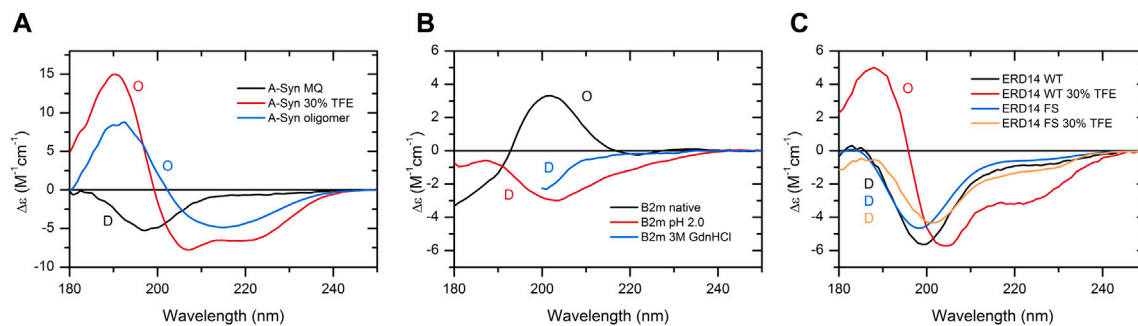 A
B
C
Δε (M⁻¹cm⁻¹)
15
10
5
0
-5
-10
180
200
220
240
Wavelength (nm)
O
O
D
A-Syn MQ
A-Syn 30% TFE
A-Syn oligomer
Δε (M⁻¹cm⁻¹)
6
4
2
0
-2
-4
-6
180
200
220
240
Wavelength (nm)
O
D
D
B2m native
B2m pH 2.0
B2m 3M GdnHCl
Δε (M⁻¹cm⁻¹)
6
4
2
0
-2
-4
-6
180
200
220
240
Wavelength (nm)
O
D
D
D
ERD14 WT
ERD14 WT 30% TFE
ERD14 FS
ERD14 FS 30% TFE